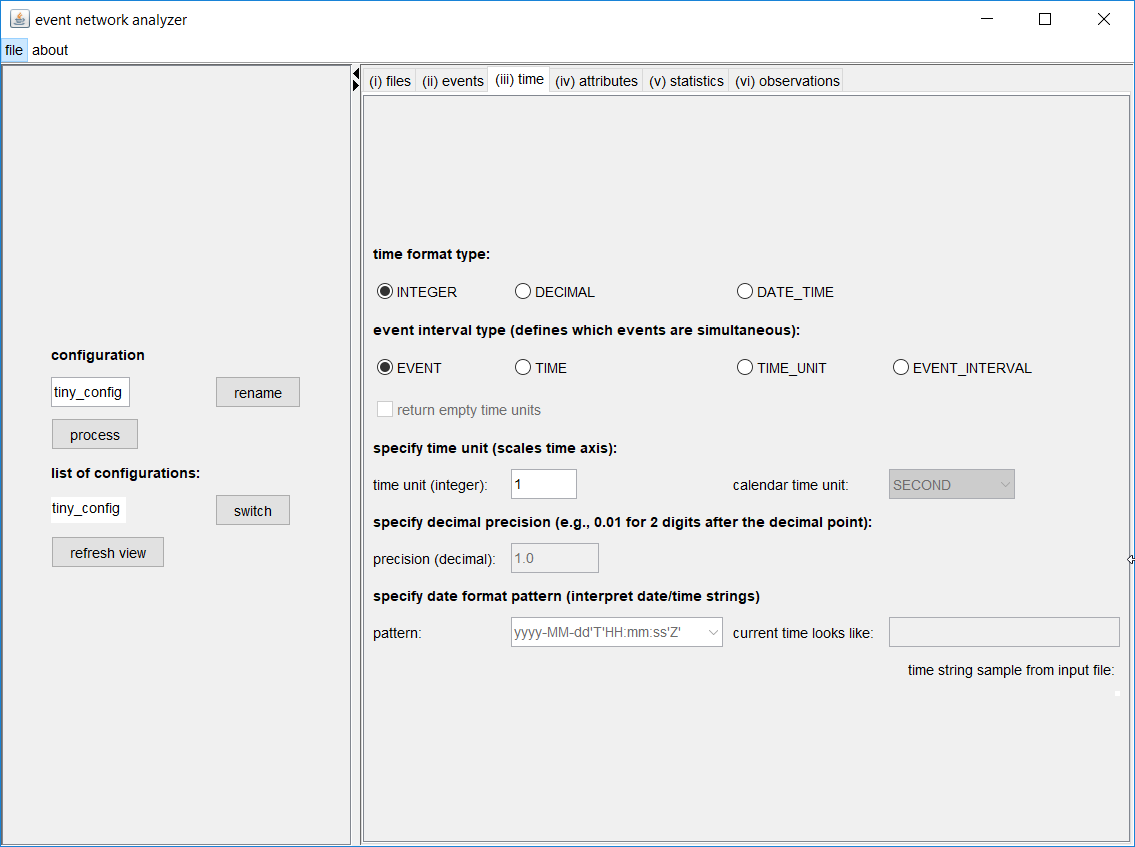 event network analyzer
file about
(i) files (ii) events (iii) time (iv) attributes (v) statistics (vi) observations
configuration
tiny_config rename
process
list of configurations:
tiny_config switch
refresh view
time format type:
INTEGER DECIMAL DATE_TIME
event interval type (defines which events are simultaneous):
EVENT TIME TIME_UNIT EVENT_INTERVAL
return empty time units
specify time unit (scales time axis):
time unit (integer): 1 calendar time unit: SECOND
specify decimal precision (e.g., 0.01 for 2 digits after the decimal point):
precision (decimal): 1.0
specify date format pattern (interpret date/time strings)
pattern: yyyy-MM-dd'T'HH:mm:ss'Z' current time looks like:
time string sample from input file: